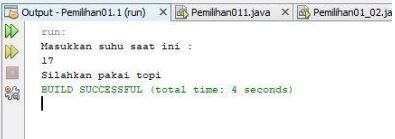 Output - Pemilihan01.1 (run) × Pemilihan011.java × Pemilihan01_02.ja
run:
Masukkan suhu saat ini :
17
Silahkan pakai topi
BUILD SUCCESSFUL (total time: 4 seconds)